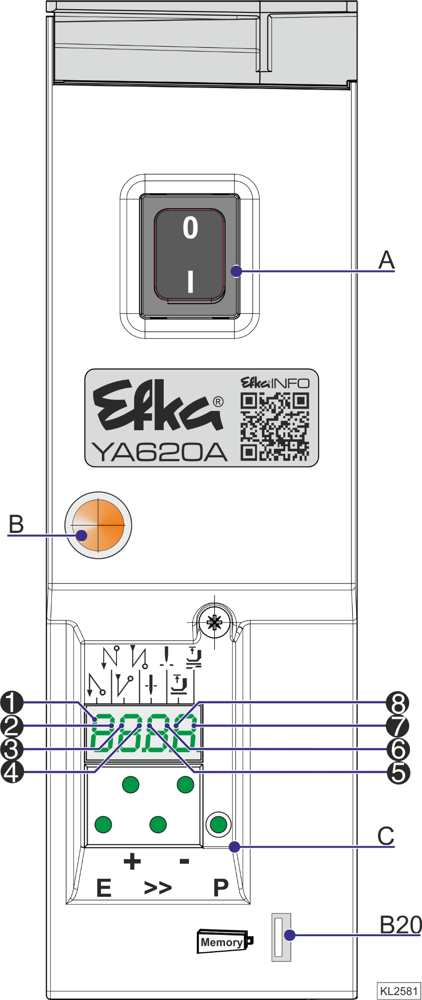 0
I
A
Efka®
Efka®INFO
YA620A
B
1
2
3
4
8
7
6
5
8.8.8.8.
C
+ -
E >> P
B20
Memory
KL2581